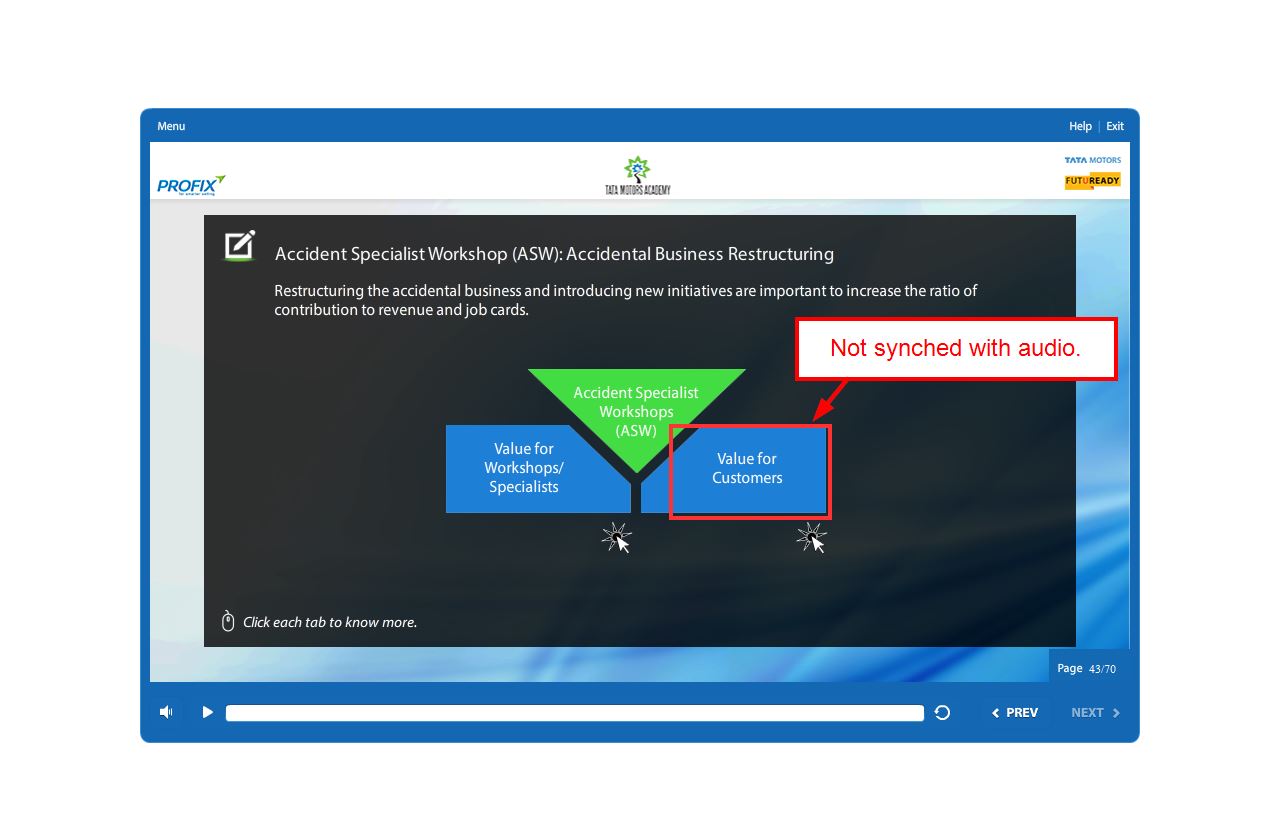 Menu
Help | Exit
PROFIX
for smarter selling
TATA MOTORS ACADEMY
TATA MOTORS
FUTUREADY
Accident Specialist Workshop (ASW): Accidental Business Restructuring
Restructuring the accidental business and introducing new initiatives are important to increase the ratio of
contribution to revenue and job cards.
Not synched with audio.
Accident Specialist
Workshops
(ASW)
Value for
Workshops/
Specialists
Value for
Customers
Click each tab to know more.
Page 43/70
PREV
NEXT